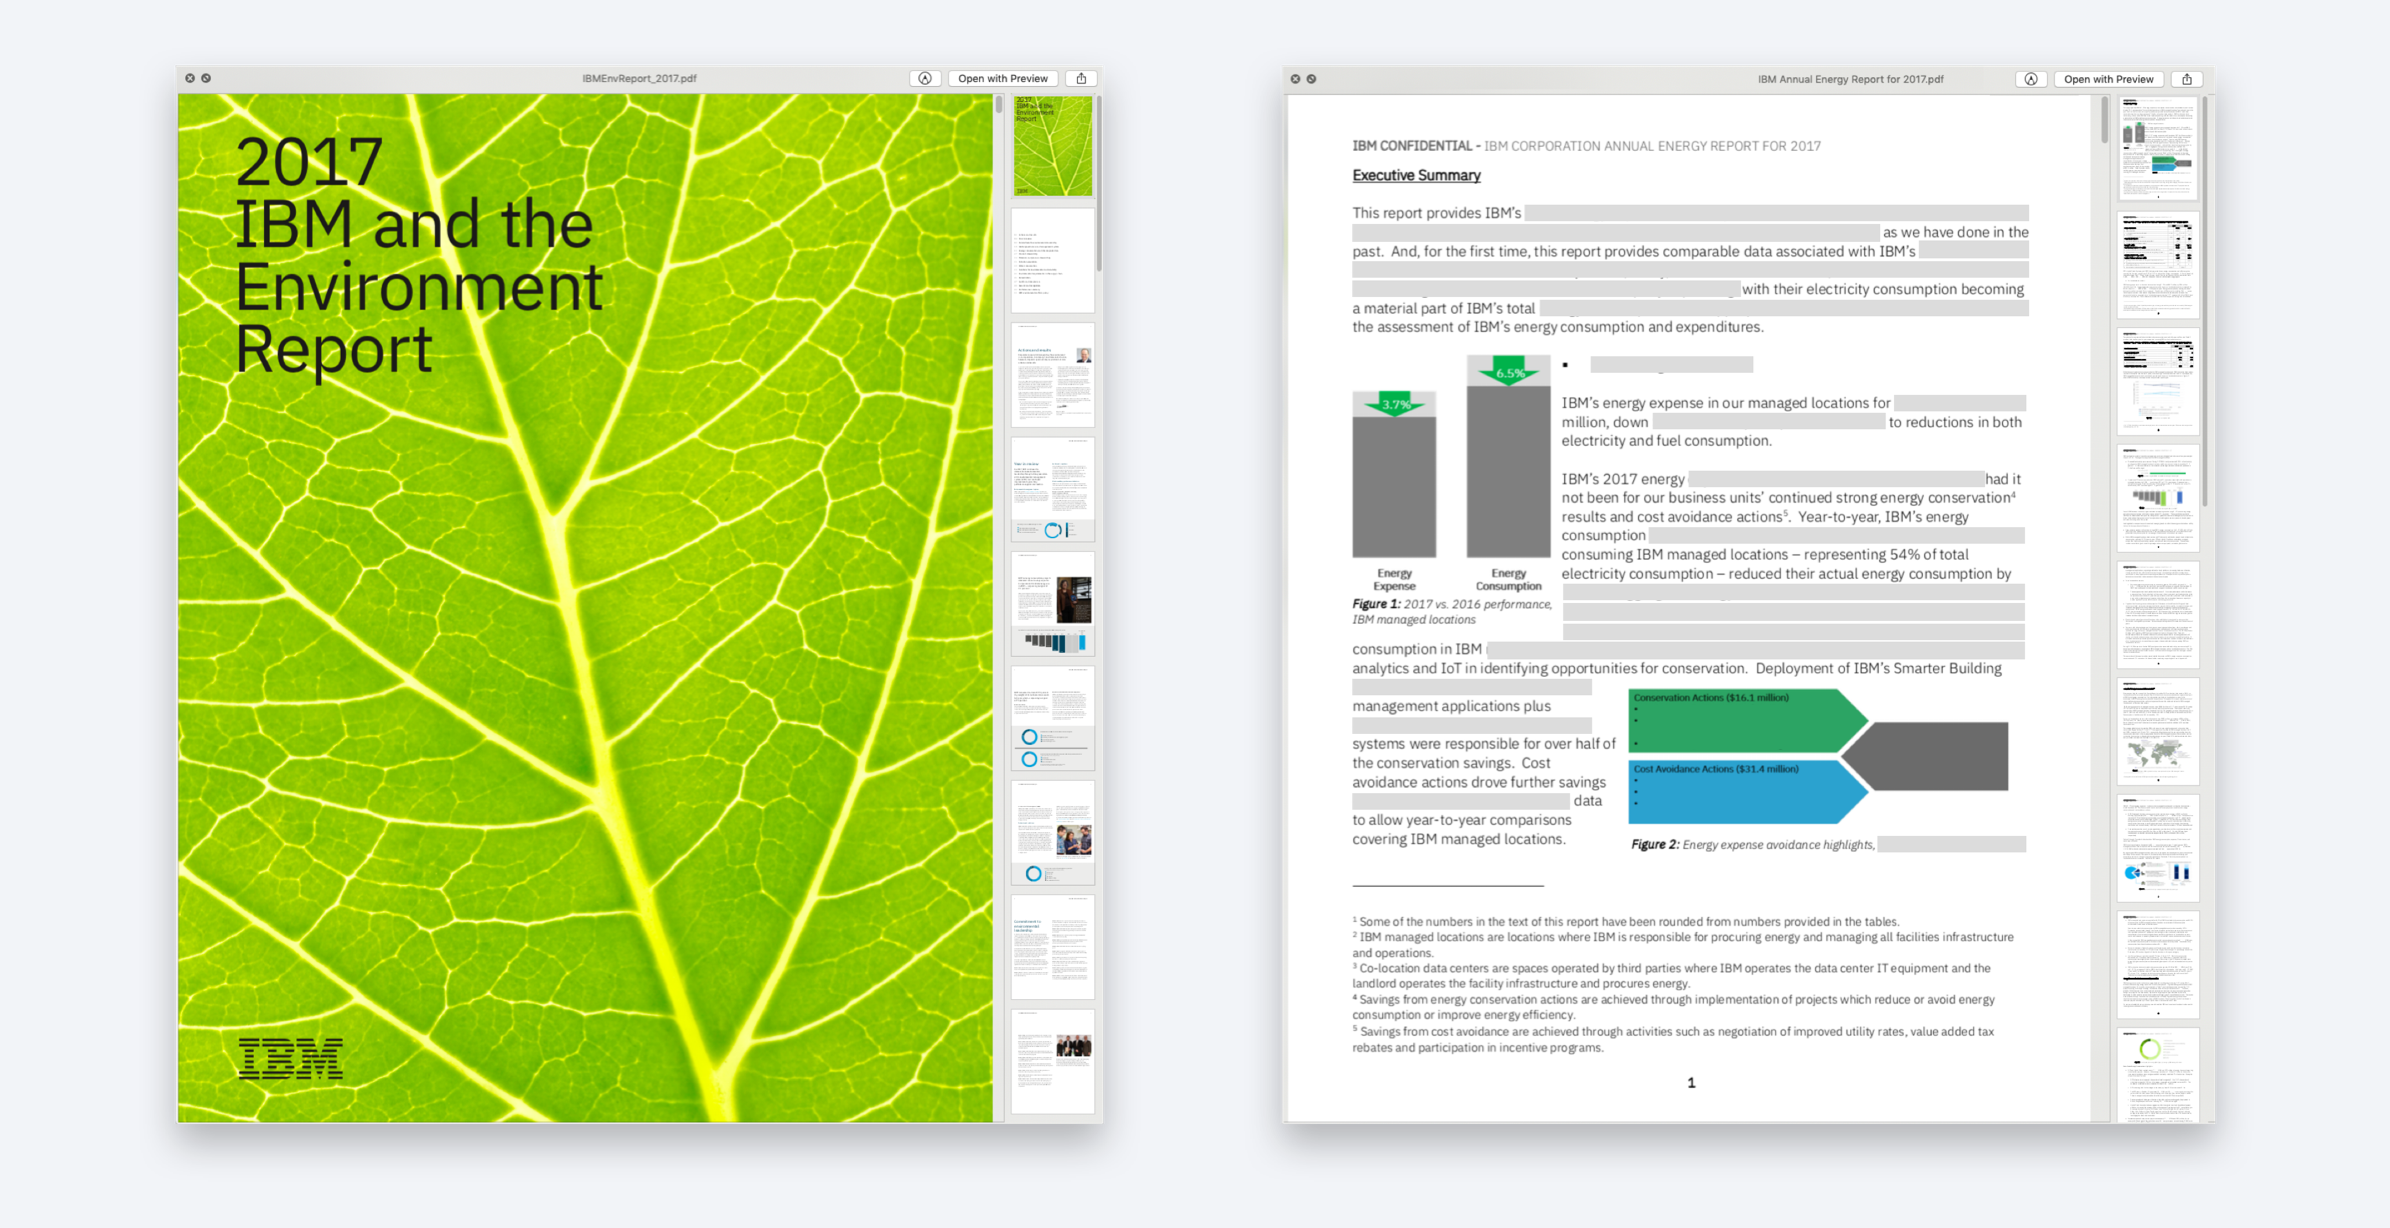 IBMEnvReport_2017.pdf
Open with Preview
2017
IBM and the
Environment
Report
IBM
IBM Annual Energy Report for 2017.pdf
Open with Preview
IBM CONFIDENTIAL - IBM CORPORATION ANNUAL ENERGY REPORT FOR 2017
Executive Summary
This report provides IBM's
as we have done in the
past. And, for the first time, this report provides comparable data associated with IBM's
with their electricity consumption becoming
a material part of IBM's total
the assessment of IBM's energy consumption and expenditures.
3.7%
6.5%
Energy
Expense
Energy
Consumption
Figure 1: 2017 vs. 2016 performance,
IBM managed locations
IBM's energy expense in our managed locations for
million, down to reductions in both
electricity and fuel consumption.
IBM's 2017 energy had it
not been for our business units' continued strong energy conservation⁴
results and cost avoidance actions⁵. Year-to-year, IBM's energy
consumption
consuming IBM managed locations – representing 54% of total
electricity consumption – reduced their actual energy consumption by
consumption in IBM
analytics and IoT in identifying opportunities for conservation. Deployment of IBM's Smarter Building
management applications plus
systems were responsible for over half of
the conservation savings. Cost
avoidance actions drove further savings
data
to allow year-to-year comparisons
covering IBM managed locations.
Conservation Actions ($16.1 million)
Cost Avoidance Actions ($31.4 million)
Figure 2: Energy expense avoidance highlights,
¹ Some of the numbers in the text of this report have been rounded from numbers provided in the tables.
² IBM managed locations are locations where IBM is responsible for procuring energy and managing all facilities infrastructure
and operations.
³ Co-location data centers are spaces operated by third parties where IBM operates the data center IT equipment and the
landlord operates the facility infrastructure and procures energy.
⁴ Savings from energy conservation actions are achieved through implementation of projects which reduce or avoid energy
consumption or improve energy efficiency.
⁵ Savings from cost avoidance are achieved through activities such as negotiation of improved utility rates, value added tax
rebates and participation in incentive programs.
1